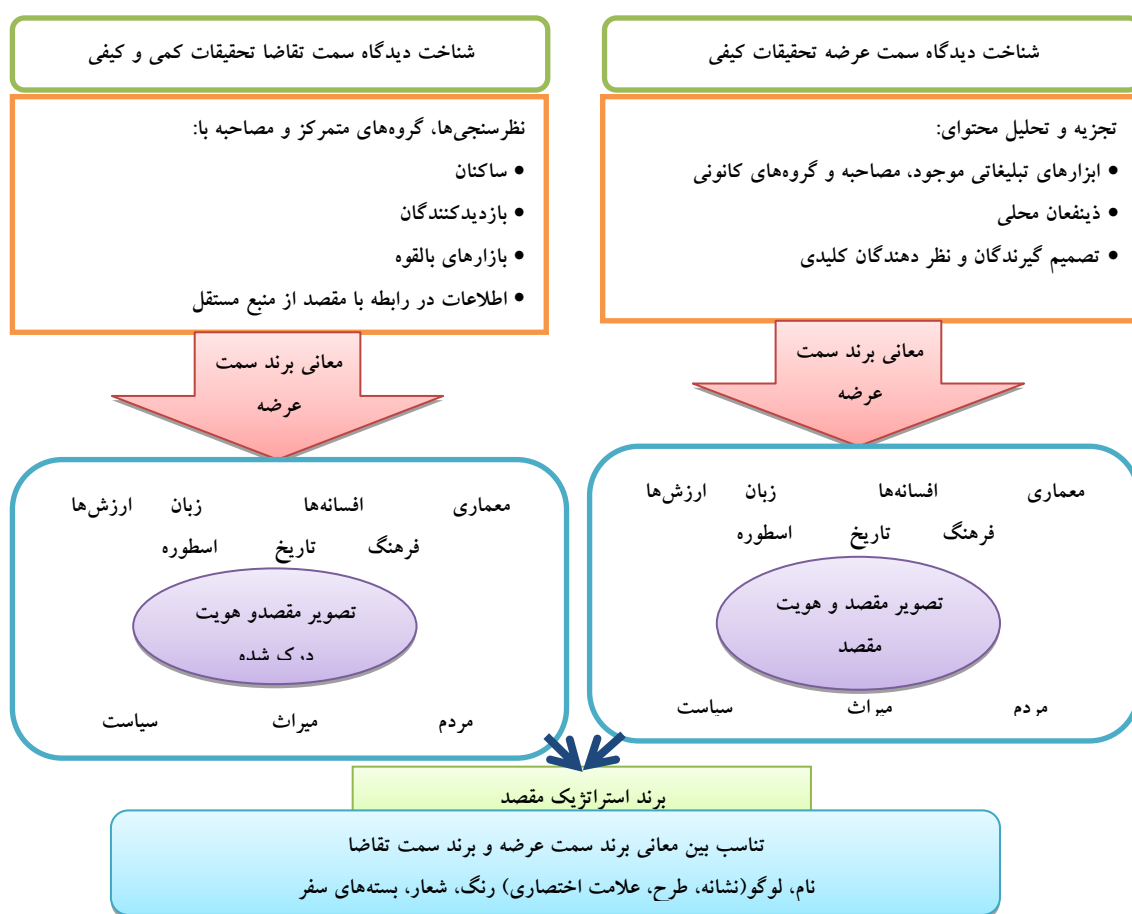 شناخت دیدگاه سمت عرضه تحقیقات کیفی
تجزیه و تحلیل محتوای:
• ابزارهای تبلیغاتی موجود، مصاحبه و گروه‌های کانونی
• ذینفعان محلی
• تصمیم گیرندگان و نظر دهندگان کلیدی
معانی برند سمت
عرضه
معماری افسانه‌ها زبان ارزش‌ها
فرهنگ تاریخ اسطوره
تصویر مقصد و هویت
مقصد
مردم میراث سیاست
شناخت دیدگاه سمت تقاضا تحقیقات کمی و کیفی
نظرسنجی‌ها، گروه‌های متمرکز و مصاحبه با:
• ساکنان
• بازدیدکنندگان
• بازارهای بالقوه
• اطلاعات در رابطه با مقصد از منبع مستقل
معانی برند سمت
عرضه
معماری افسانه‌ها زبان ارزش‌ها
فرهنگ تاریخ اسطوره
تصویر مقصدو هویت
درک شده
مردم میراث سیاست
برند استراتژیک مقصد
تناسب بین معانی برند سمت عرضه و برند سمت تقاضا
نام، لوگو(نشانه، طرح، علامت اختصاری) رنگ، شعار، بسته‌های سفر